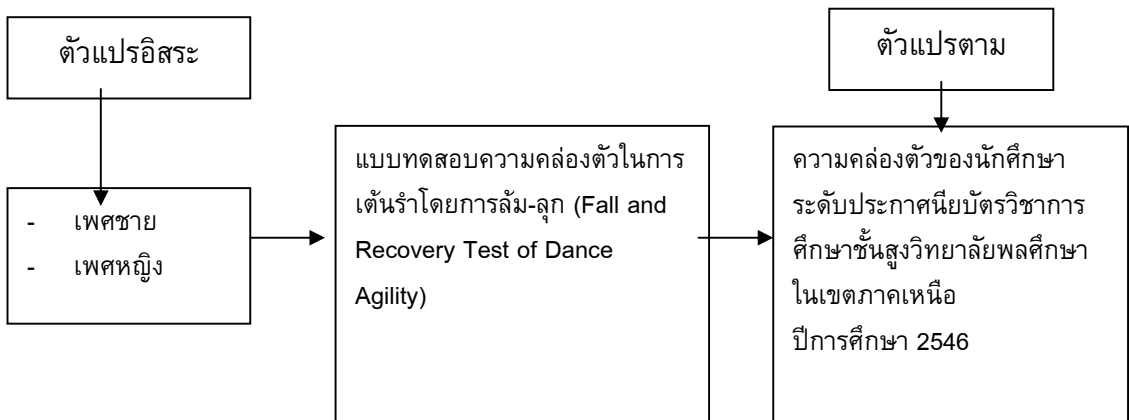 ตัวแปรอิสระ
ตัวแปรตาม
- เพศชาย
- เพศหญิง
แบบทดสอบความคล่องตัวในการ
เต้นรำโดยการล้ม-ลุก (Fall and
Recovery Test of Dance
Agility)
ความคล่องตัวของนักศึกษา
ระดับประกาศนียบัตรวิชาการ
ศึกษาชั้นสูงวิทยาลัยพลศึกษา
ในเขตภาคเหนือ
ปีการศึกษา 2546